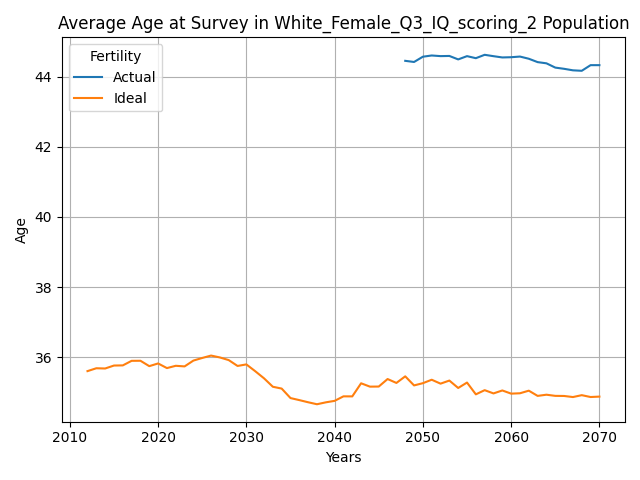 Average Age at Survey in White_Female_Q3_IQ_scoring_2 Population
Fertility
Actual
Ideal
44
42
40
38
36
Age
2010
2020
2030
2040
2050
2060
2070
Years